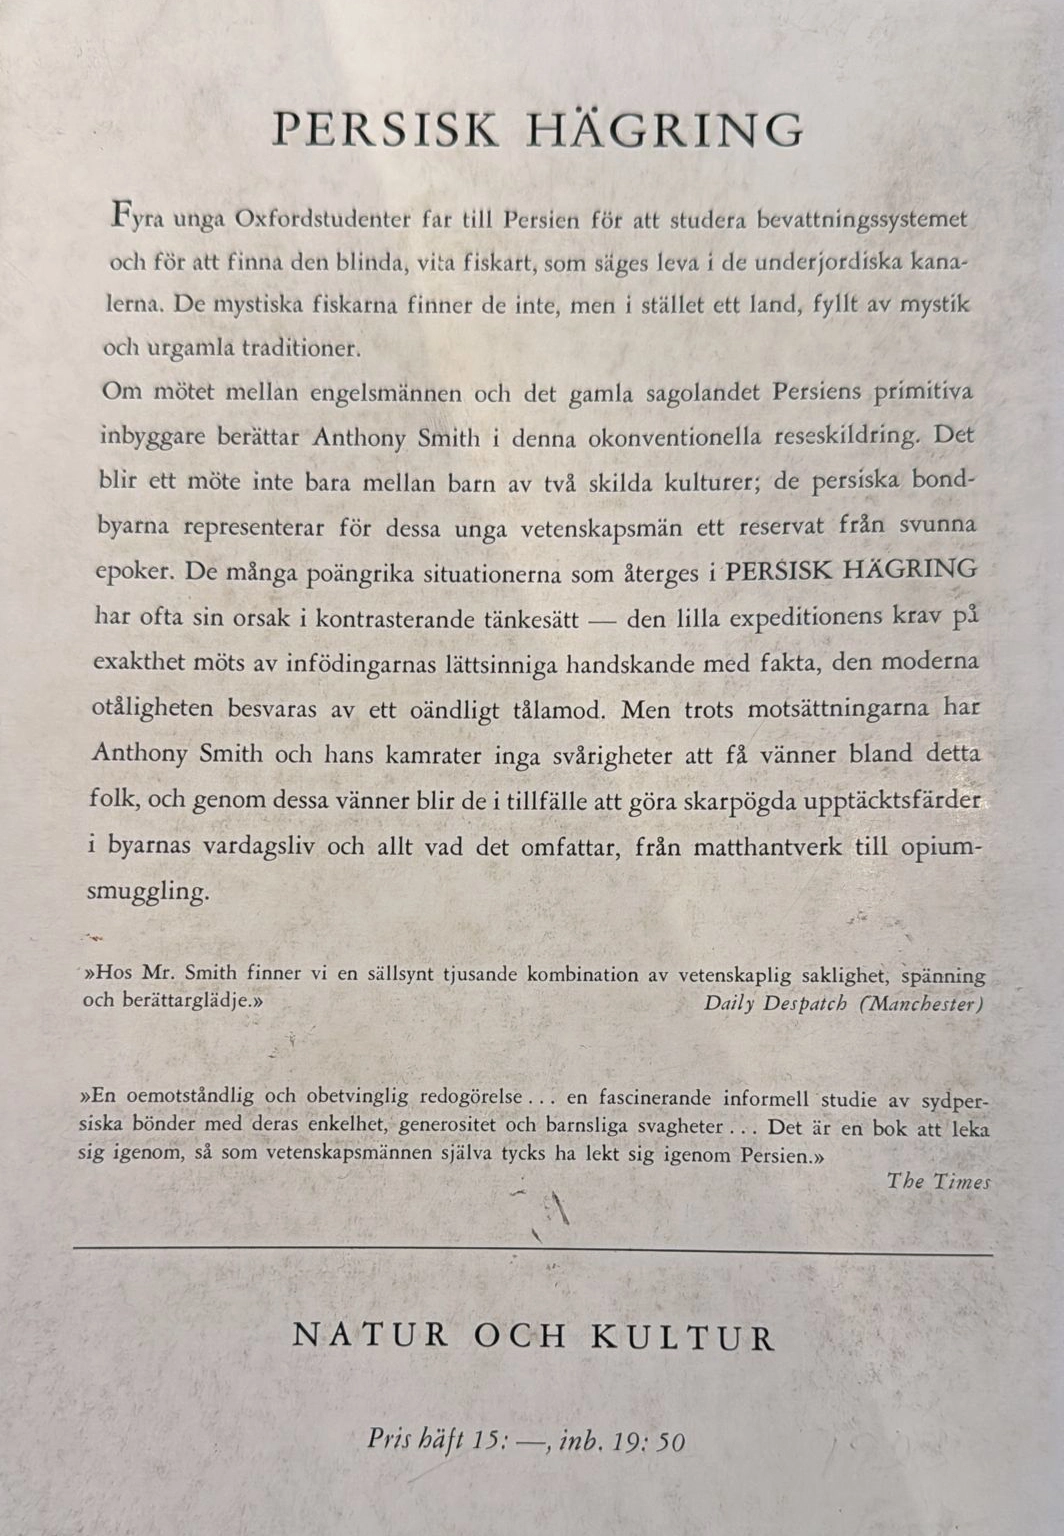 PERSISK HÄGRING
Fyra unga Oxfordstudenter far till Persien för att studera bevattningssystemet
och för att finna den blinda, vita fiskart, som säges leva i de underjordiska kana-
lerna. De mystiska fiskarna finner de inte, men i stället ett land, fyllt av mystik
och urgamla traditioner.
Om mötet mellan engelsmännen och det gamla sagolandet Persiens primitiva
inbyggare berättar Anthony Smith i denna okonventionella reseskildring. Det
blir ett möte inte bara mellan barn av två skilda kulturer; de persiska bond-
byarna representerar för dessa unga vetenskapsmän ett reservat från svunna
epoker. De många poängrika situationerna som återges i PERSISK HÄGRING
har ofta sin orsak i kontrasterande tänkesätt — den lilla expeditionens krav på
exakthet möts av infödingarnas lättsinniga handskande med fakta, den moderna
otåligheten besvaras av ett oändligt tålamod. Men trots motsättningarna har
Anthony Smith och hans kamrater inga svårigheter att få vänner bland detta
folk, och genom dessa vänner blir de i tillfälle att göra skarpögda upptäcktsfärder
i byarnas vardagsliv och allt vad det omfattar, från matthantverk till opium-
smuggling.
»Hos Mr. Smith finner vi en sällsynt tjusande kombination av vetenskaplig saklighet, spänning
och berättarglädje.» Daily Despatch (Manchester)
»En oemotståndlig och obetvinglig redogörelse . . . en fascinerande informell studie av sydper-
siska bönder med deras enkelhet, generositet och barnsliga svagheter . . . Det är en bok att leka
sig igenom, så som vetenskapsmännen själva tycks ha lekt sig igenom Persien.»
The Times
NATUR OCH KULTUR
Pris häft 15: —, inb. 19: 50